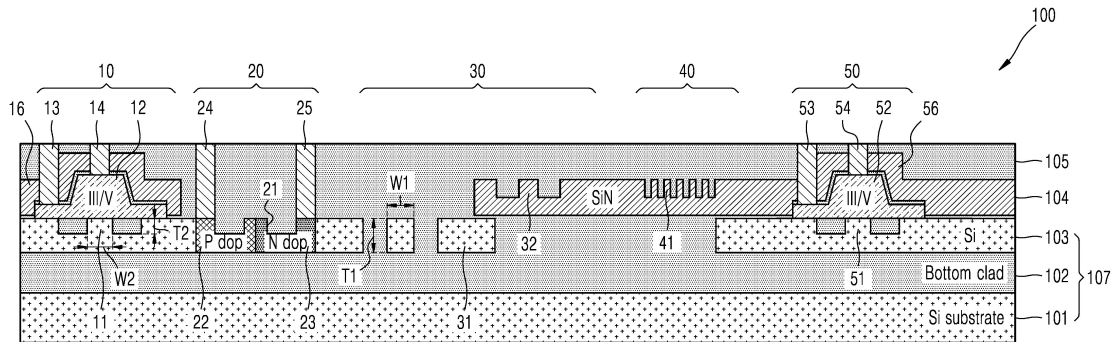 100
10 20 30 40 50
16 13 14 12 24 25 53 54 52 56
105
W1
21
III/V SiN III/V
104
32 41
T2 P dop N dop Si
103
T1
W2 51 Bottom clad
102
107
11 22 23 31 Si substrate
101